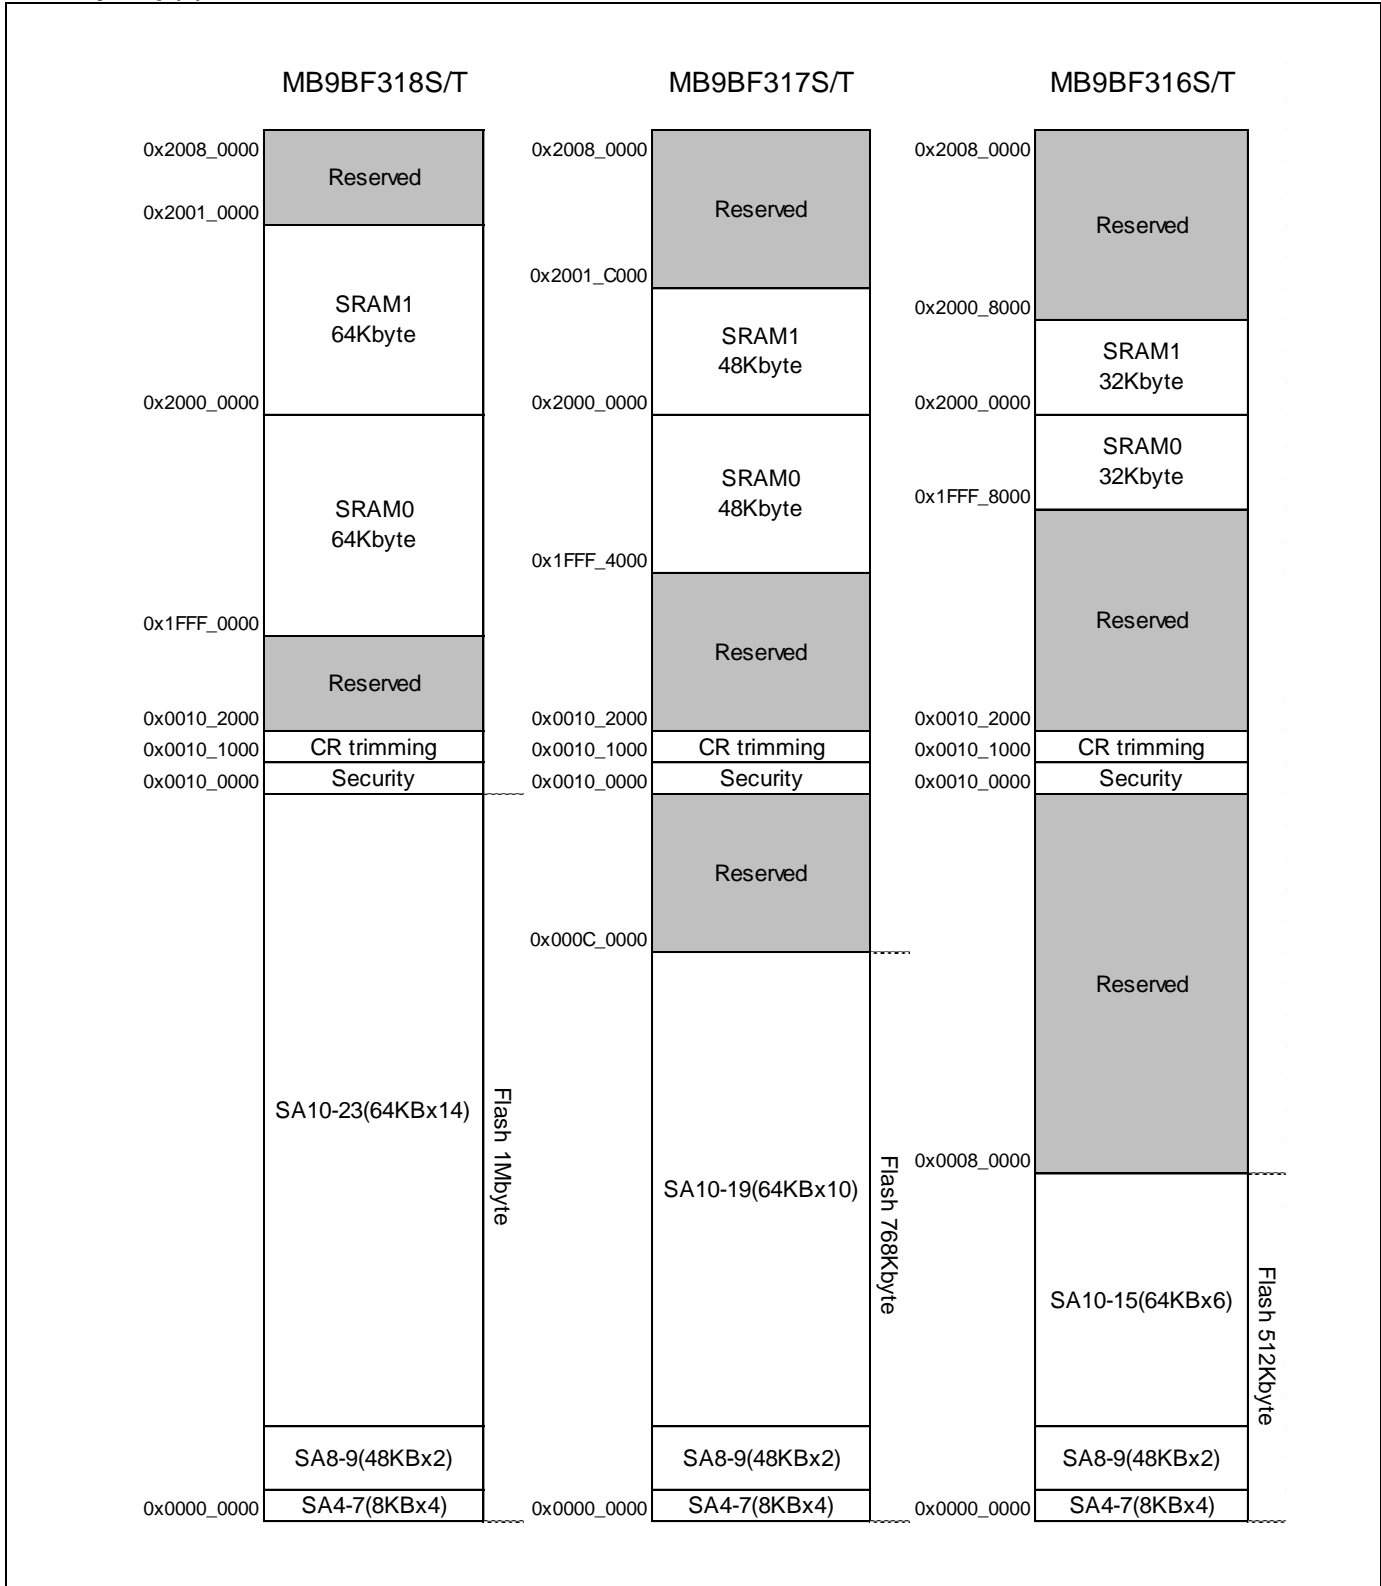 MB9BF318S/T
0x2008_0000
Reserved
0x2001_0000
SRAM1
64Kbyte
0x2000_0000
SRAM0
64Kbyte
0x1FFF_0000
Reserved
0x0010_2000
CR trimming
0x0010_1000
Security
0x0010_0000
SA10-23(64KBx14)
Flash 1Mbyte
SA8-9(48KBx2)
SA4-7(8KBx4)
0x0000_0000
MB9BF317S/T
0x2008_0000
Reserved
0x2001_C000
SRAM1
48Kbyte
0x2000_0000
SRAM0
48Kbyte
0x1FFF_4000
Reserved
0x0010_2000
CR trimming
0x0010_1000
Security
0x0010_0000
Reserved
0x000C_0000
SA10-19(64KBx10)
Flash 768Kbyte
SA8-9(48KBx2)
SA4-7(8KBx4)
0x0000_0000
MB9BF316S/T
0x2008_0000
Reserved
0x2000_8000
SRAM1
32Kbyte
0x2000_0000
SRAM0
32Kbyte
0x1FFF_8000
Reserved
0x0010_2000
CR trimming
0x0010_1000
Security
0x0010_0000
Reserved
0x0008_0000
SA10-15(64KBx6)
Flash 512Kbyte
SA8-9(48KBx2)
SA4-7(8KBx4)
0x0000_0000